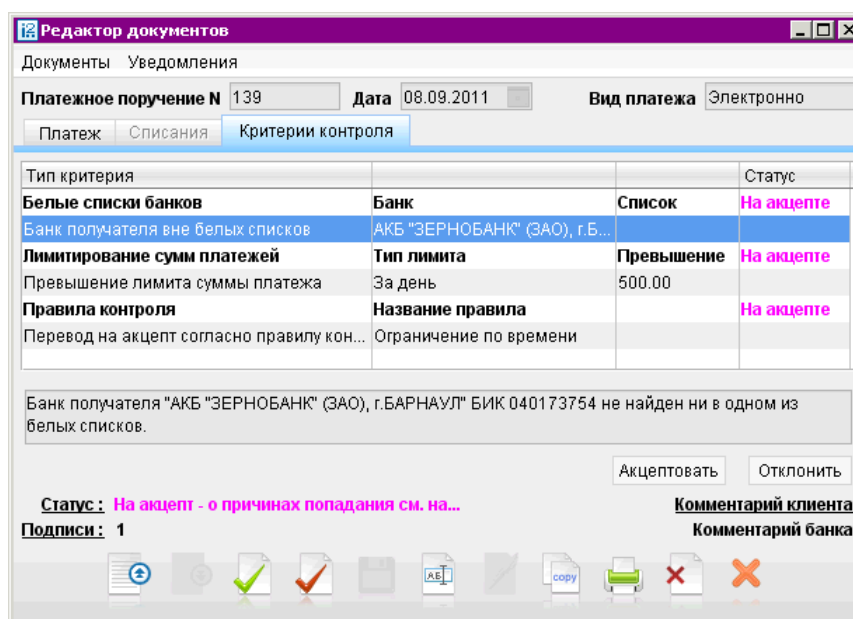 Редактор документов
Документы Уведомления
Платежное поручение N 139 Дата 08.09.2011 Вид платежа Электронно
Платеж Списания Критерии контроля
Тип критерия Статус
Белые списки банков Банк Список На акцепте
Банк получателя вне белых списков АКБ "ЗЕРНОБАНК" (ЗАО), г.Б...
Лимитирование сумм платежей Тип лимита Превышение На акцепте
Превышение лимита суммы платежа За день 500.00
Правила контроля Название правила На акцепте
Перевод на акцепт согласно правилу кон... Ограничение по времени
Банк получателя "АКБ "ЗЕРНОБАНК" (ЗАО), г.БАРНАУЛ" БИК 040173754 не найден ни в одном из
белых списков.
Акцептовать Отклонить
Статус : На акцепт - о причинах попадания см. на... Комментарий клиента
Подписи : 1 Комментарий банка
АБ copy